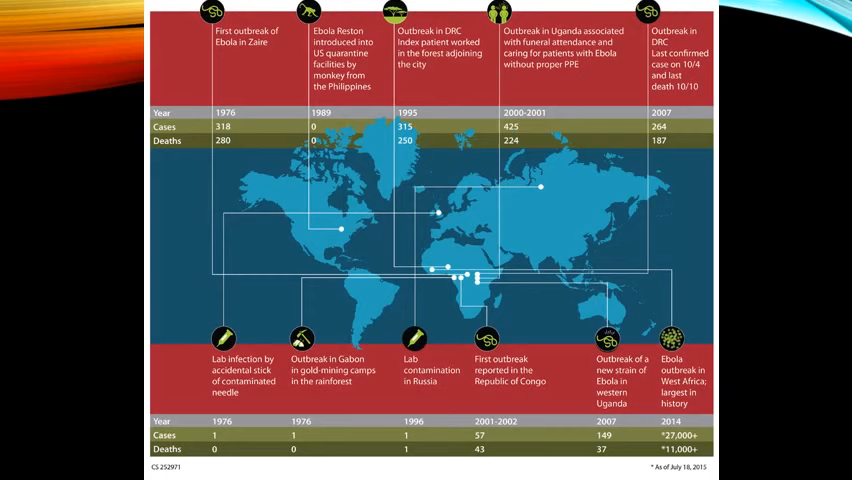 First outbreak of
Ebola in Zaire
Ebola Reston
introduced into
US quarantine
facilities by
monkey from
the Philippines
Outbreak in DRC
Index patient worked
in the forest adjoining
the city
Outbreak in Uganda associated
with funeral attendance and
caring for patients with Ebola
without proper PPE
Outbreak in
DRC
Last confirmed
case on 10/4
and last
death 10/10
Year 1976 1989 1995 2000-2001 2007
Cases 318 0 315 425 264
Deaths 280 0 250 224 187
Lab infection by
accidental stick
of contaminated
needle
Outbreak in Gabon
in gold-mining camps
in the rainforest
Lab
contamination
in Russia
First outbreak
reported in the
Republic of Congo
Outbreak of a
new strain of
Ebola in
western
Uganda
Ebola
outbreak in
West Africa;
largest in
history
Year 1976 1976 1996 2001-2002 2007 2014
Cases 1 1 1 57 149 *27,000+
Deaths 0 0 1 43 37 *11,000+
CS 252971
* As of July 18, 2015